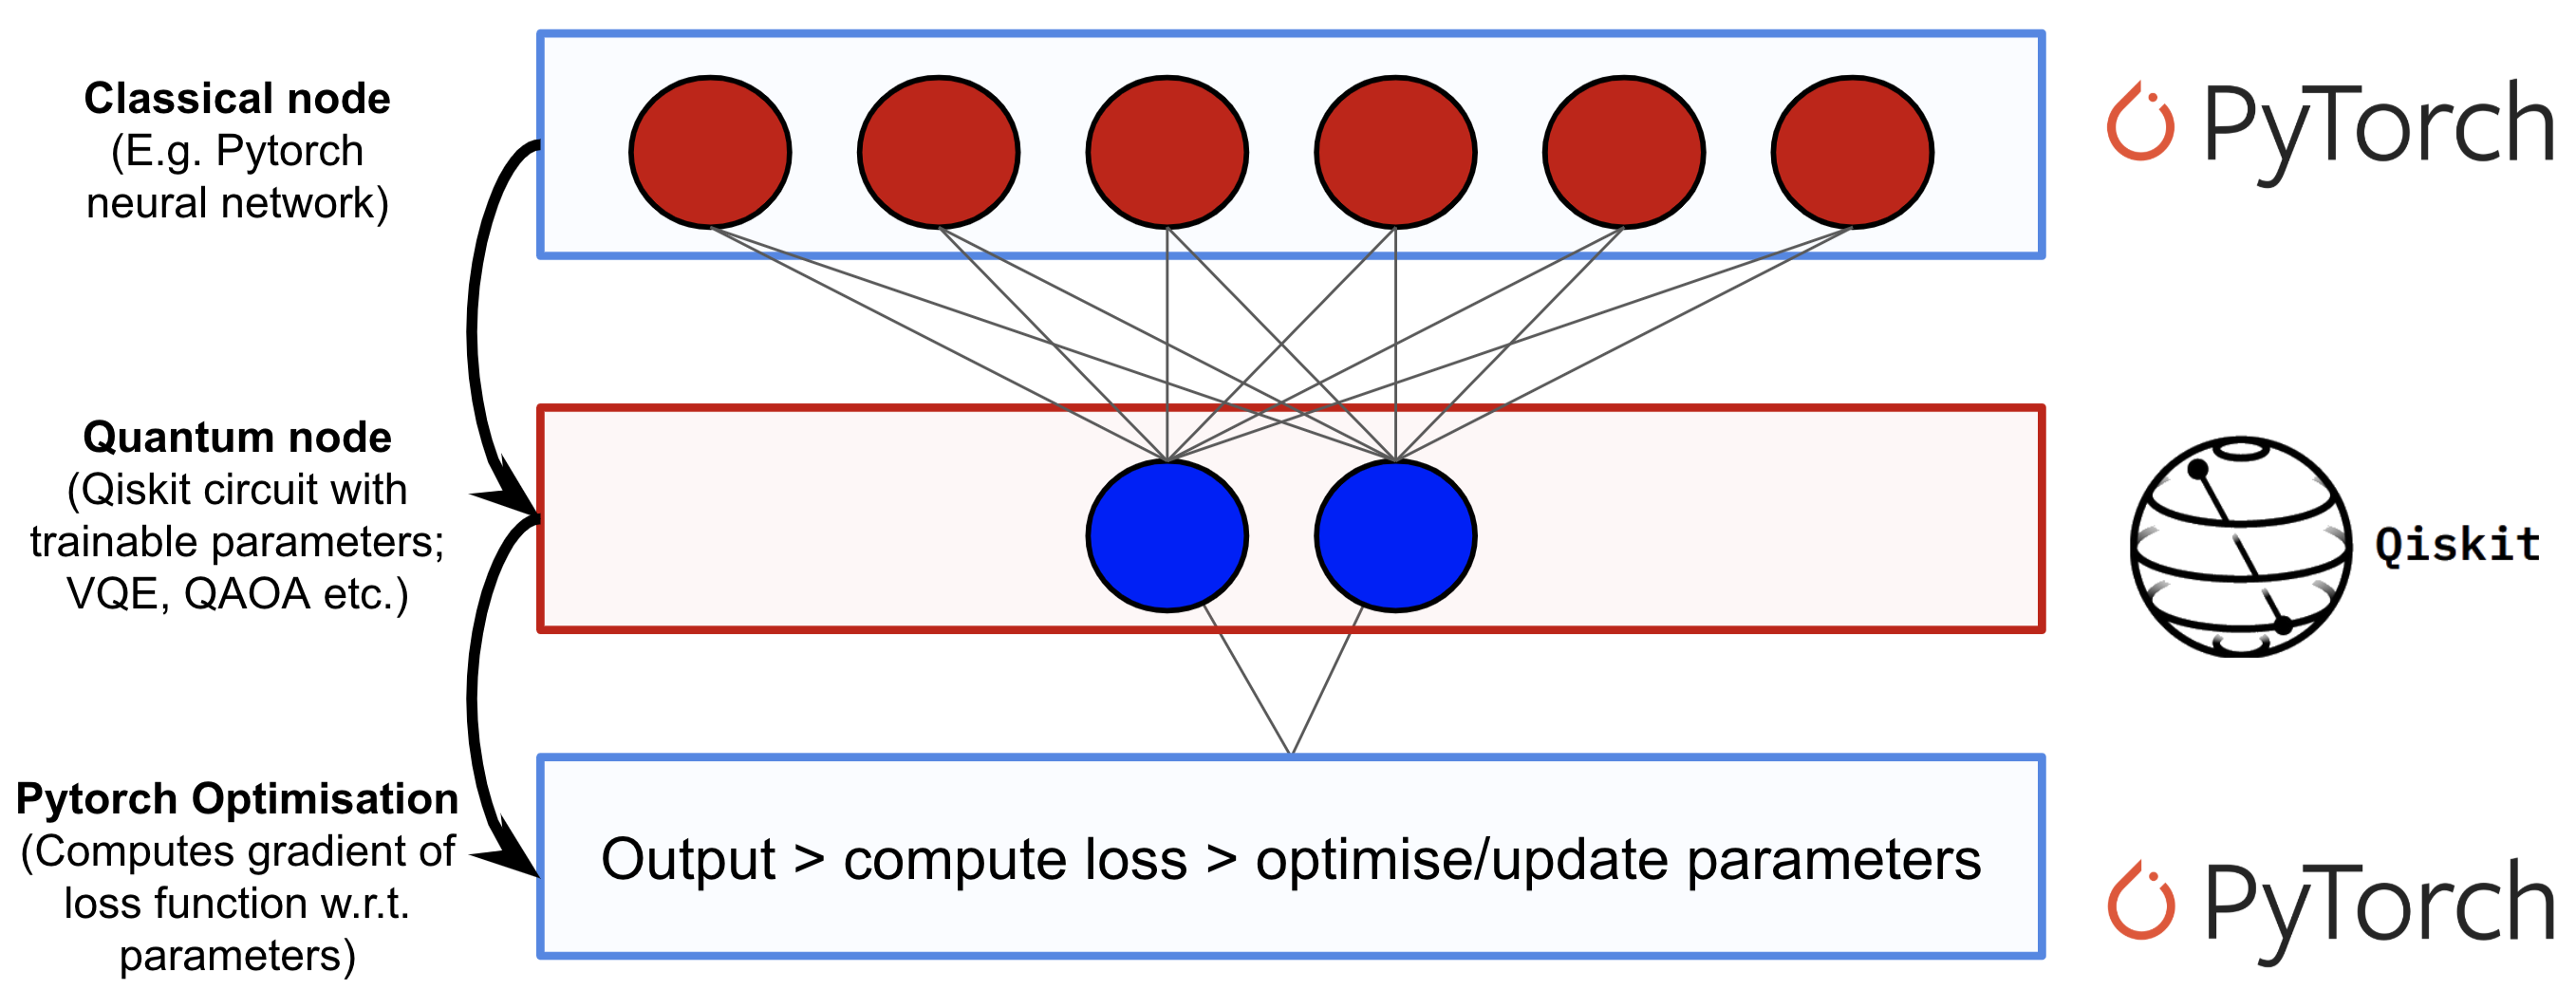 Classical node
(E.g. Pytorch
neural network)
PyTorch
Quantum node
(Qiskit circuit with
trainable parameters;
VQE, QAOA etc.)
Qiskit
Pytorch Optimisation
(Computes gradient of
loss function w.r.t.
parameters)
Output > compute loss > optimise/update parameters
PyTorch